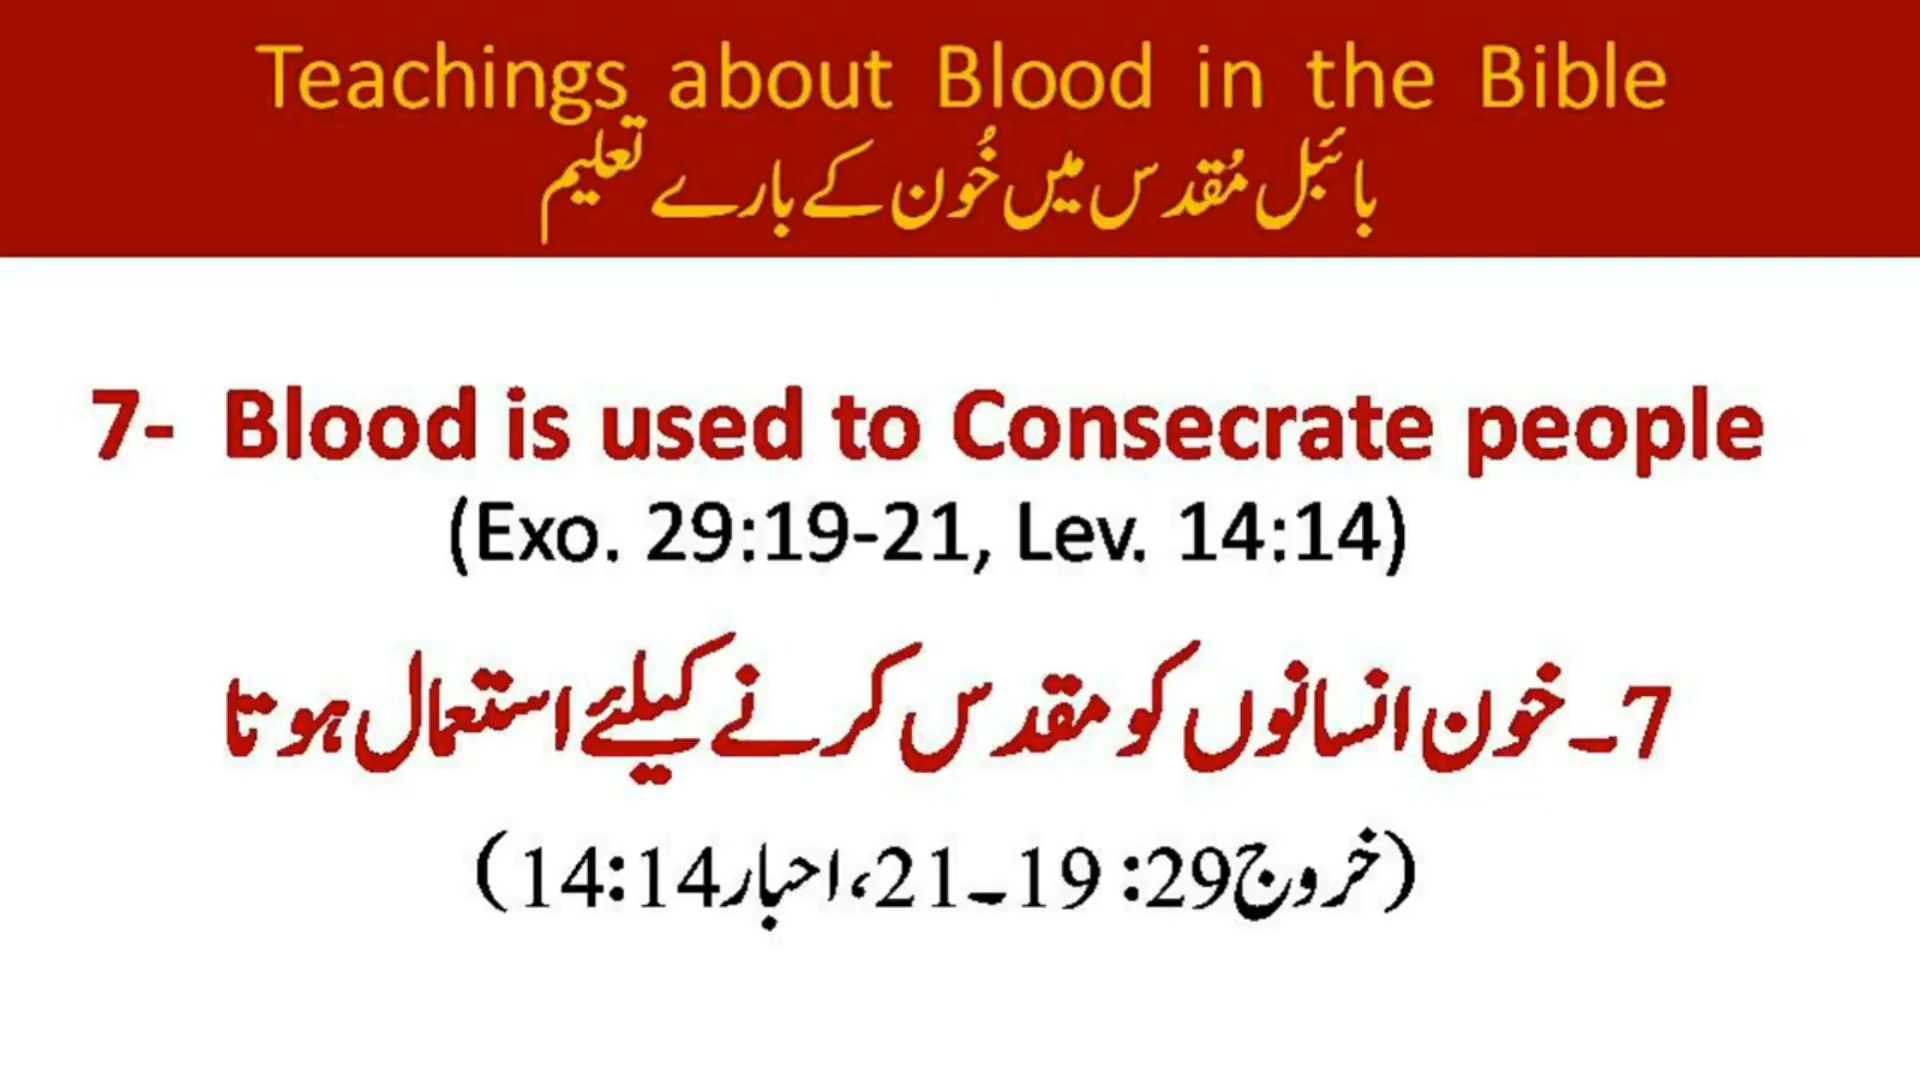 Teachings about Blood in the Bible
بائبل مُقدس میں خُون کے بارے تعلیم
7- Blood is used to Consecrate people
(Exo. 29:19-21, Lev. 14:14)
7۔ خون انسانوں کو مقدس کرنے کیلئے استعمال ہوتا
(خروج29: 19۔21، احبار14:14)